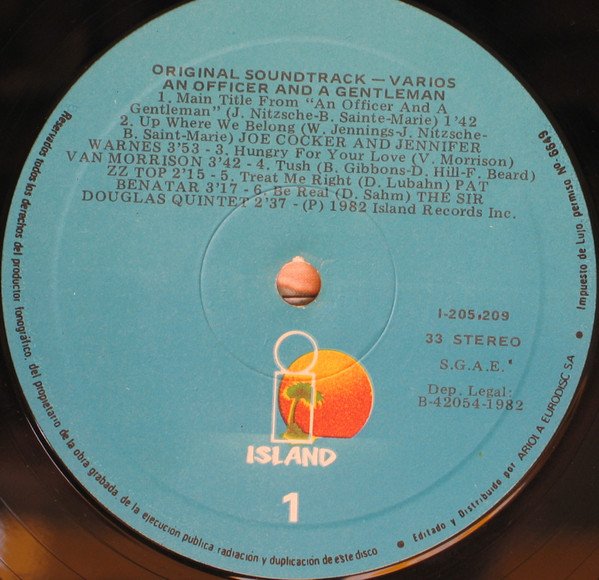 ORIGINAL SOUNDTRACK — VARIOS
AN OFFICER AND A GENTLEMAN
1. Main Title From "An Officer And A
Gentleman" (J. Nitzsche-B. Sainte-Marie) 1'42
2. Up Where We Belong (W. Jennings-J. Nitzsche-
B. Saint-Marie) JOE COCKER AND JENNIFER
WARNES 3'53 - 3. Hungry For Your Love (V. Morrison)
VAN MORRISON 3'42 - 4. Tush (B. Gibbons-D. Hill-F. Beard)
ZZ TOP 2'15 - 5. Treat Me Right (D. Lubahn) PAT
BENATAR 3'17 - 6. Be Real (D. Sahm) THE SIR
DOUGLAS QUINTET 2'37 - (P) 1982 Island Records Inc.
I-205.209
33 STEREO
S.G.A.E.
Dep. Legal:
B-42054-1982
ISLAND
1
Reservados todos los derechos del productor fonográfico, del propietario de la obra grabada, de la ejecución pública, radiación y duplicación de este disco
● Editado y Distribuido por ARIOLA EURODISC SA ● Impuesto de Lujo, permiso Nº 6649